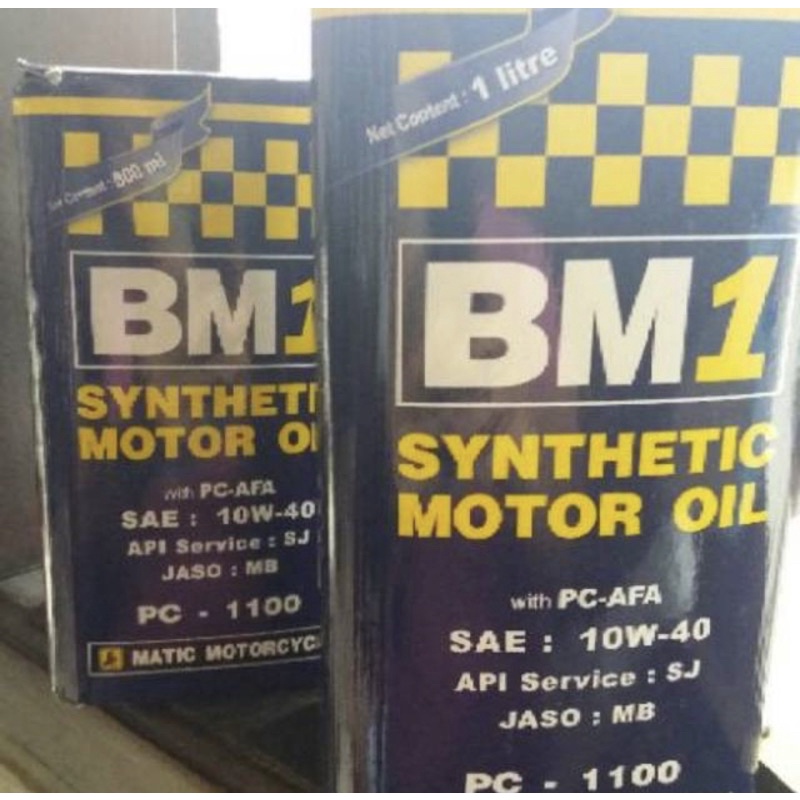 Net Content : 800 ml
BM1
SYNTHETI
MOTOR OI
with PC-AFA
SAE : 10W-40
API Service : SJ
JASO : MB
PC - 1100
MATIC MOTORCYC
Net Content : 1 litre
BM1
SYNTHETIC
MOTOR OIL
with PC-AFA
SAE : 10W-40
API Service : SJ
JASO : MB
PC - 1100